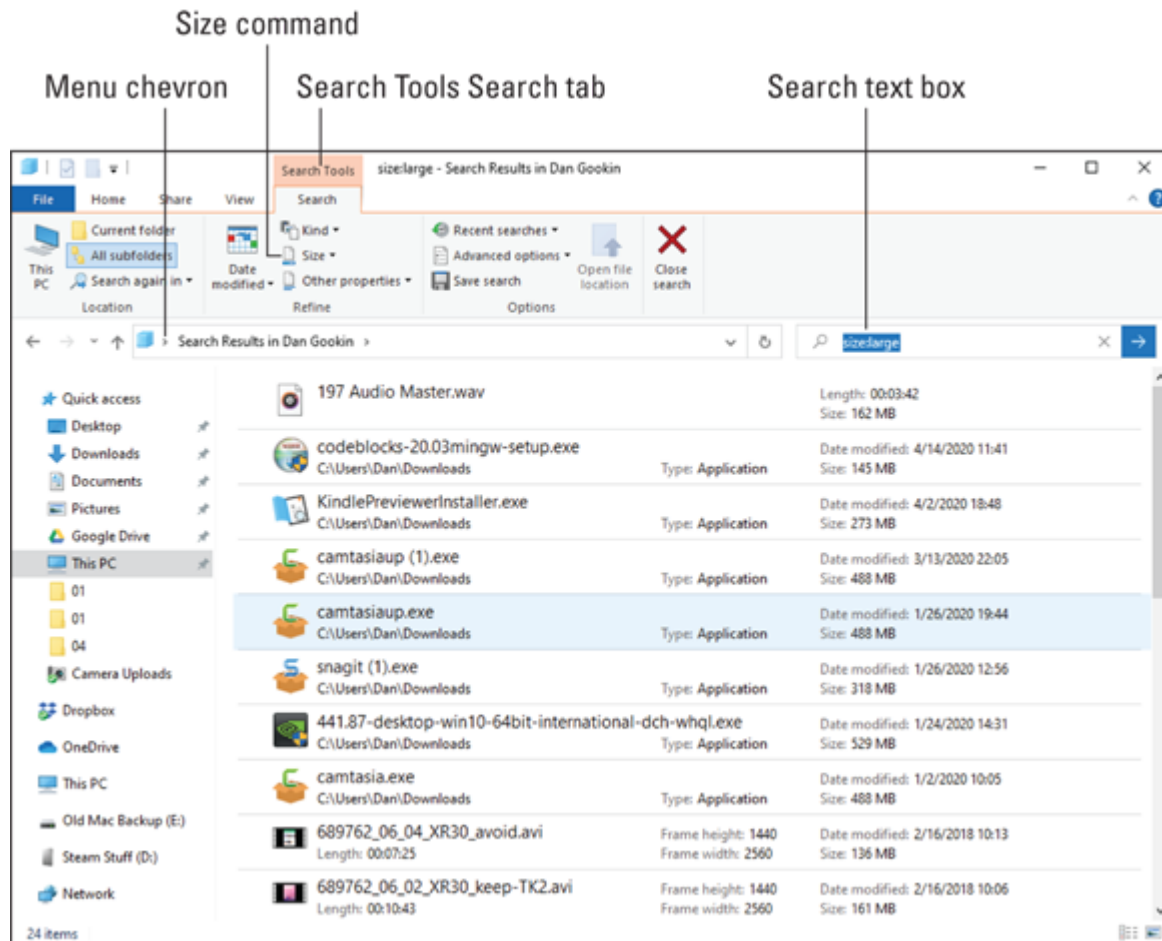 Size command
Menu chevron
Search Tools Search tab
Search text box
Search Tools
size:large - Search Results in Dan Gookin
File
Home
Share
View
Search
This PC
Current folder
All subfolders
Search again in
Location
Date modified
Kind
Size
Other properties
Refine
Recent searches
Advanced options
Save search
Open file location
Options
Close search
Search Results in Dan Gookin
size:large
Quick access
Desktop
Downloads
Documents
Pictures
Google Drive
This PC
01
01
04
Camera Uploads
Dropbox
OneDrive
This PC
Old Mac Backup (E:)
Steam Stuff (D:)
Network
197 Audio Master.wav
Length: 00:03:42
Size: 162 MB
codeblocks-20.03mingw-setup.exe
Date modified: 4/14/2020 11:41
C:\Users\Dan\Downloads Type: Application Size: 145 MB
KindlePreviewerInstaller.exe
Date modified: 4/2/2020 18:48
C:\Users\Dan\Downloads Type: Application Size: 273 MB
camtasiaup (1).exe
Date modified: 3/13/2020 22:05
C:\Users\Dan\Downloads Type: Application Size: 488 MB
camtasiaup.exe
Date modified: 1/26/2020 19:44
C:\Users\Dan\Downloads Type: Application Size: 488 MB
snagit (1).exe
Date modified: 1/26/2020 12:56
C:\Users\Dan\Downloads Type: Application Size: 318 MB
441.87-desktop-win10-64bit-international-dch-whql.exe
Date modified: 1/24/2020 14:31
C:\Users\Dan\Downloads Type: Application Size: 529 MB
camtasia.exe
Date modified: 1/2/2020 10:05
C:\Users\Dan\Downloads Type: Application Size: 488 MB
689762_06_04_XR30_avoid.avi Frame height: 1440 Date modified: 2/16/2018 10:13
Length: 00:07:25 Frame width: 2560 Size: 136 MB
689762_06_02_XR30_keep-TK2.avi Frame height: 1440 Date modified: 2/16/2018 10:06
Length: 00:10:43 Frame width: 2560 Size: 161 MB
24 items